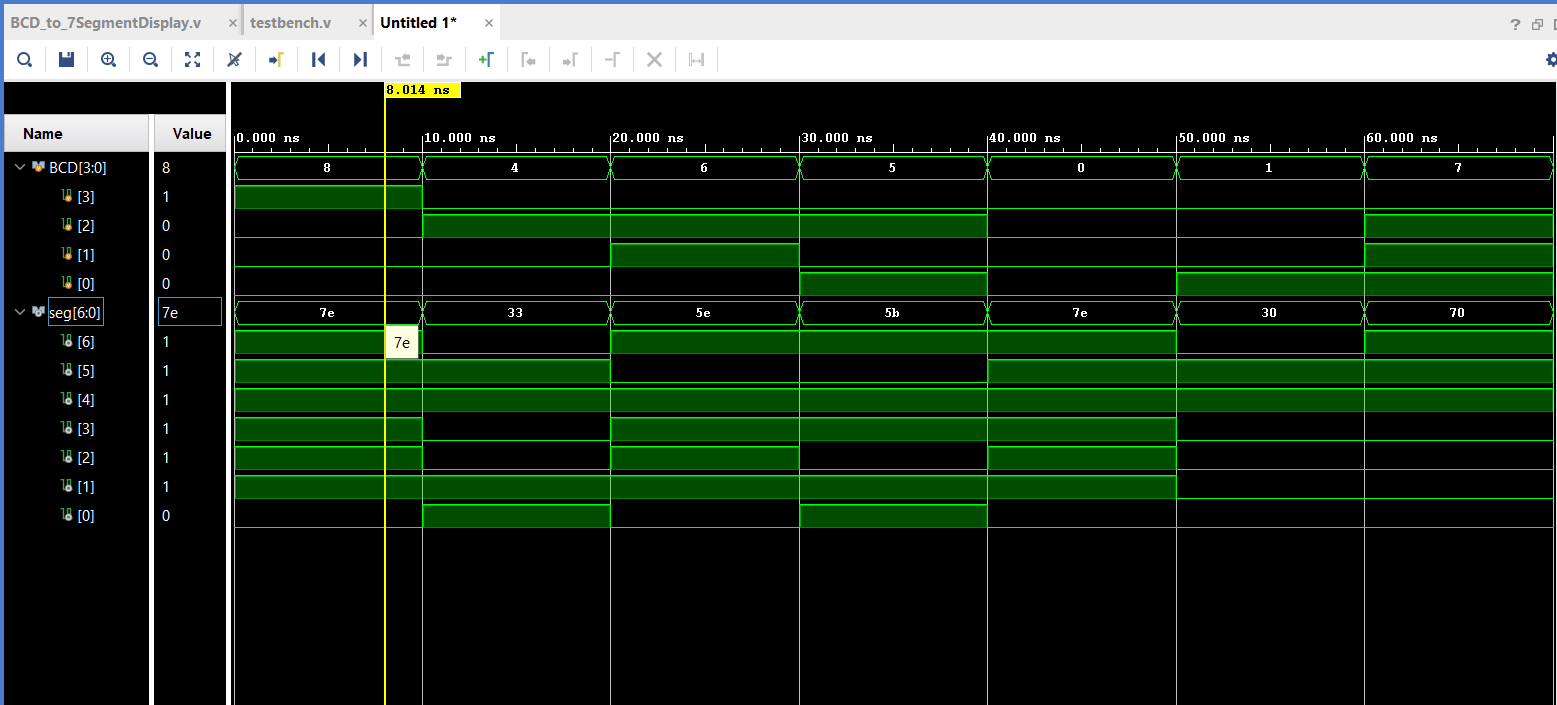 BCD_to_7SegmentDisplay.v × testbench.v × Untitled 1* ×
?
8.014 ns
Name Value
0.000 ns 10.000 ns 20.000 ns 30.000 ns 40.000 ns 50.000 ns 60.000 ns
BCD[3:0] 8 8 4 6 5 0 1 7
[3] 1
[2] 0
[1] 0
[0] 0
seg[6:0] 7e 7e 33 5e 5b 7e 30 70
[6] 1 7e
[5] 1
[4] 1
[3] 1
[2] 1
[1] 1
[0] 0